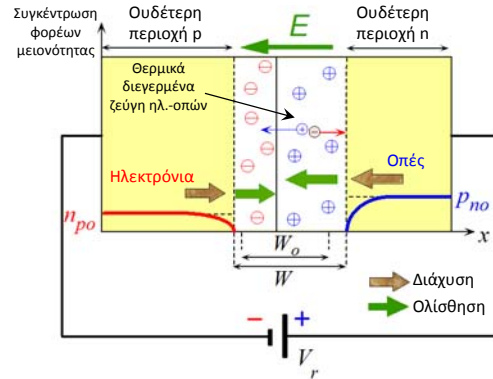 Συγκέντρωση
φορέων
μειονότητας
Ουδέτερη
περιοχή p
E
Ουδέτερη
περιοχή n
Θερμικά
διεγερμένα
ζεύγη ηλ.-οπών
Ηλεκτρόνια
Οπές
n_po
p_no
x
W_o
W
Διάχυση
Ολίσθηση
− +
V_r